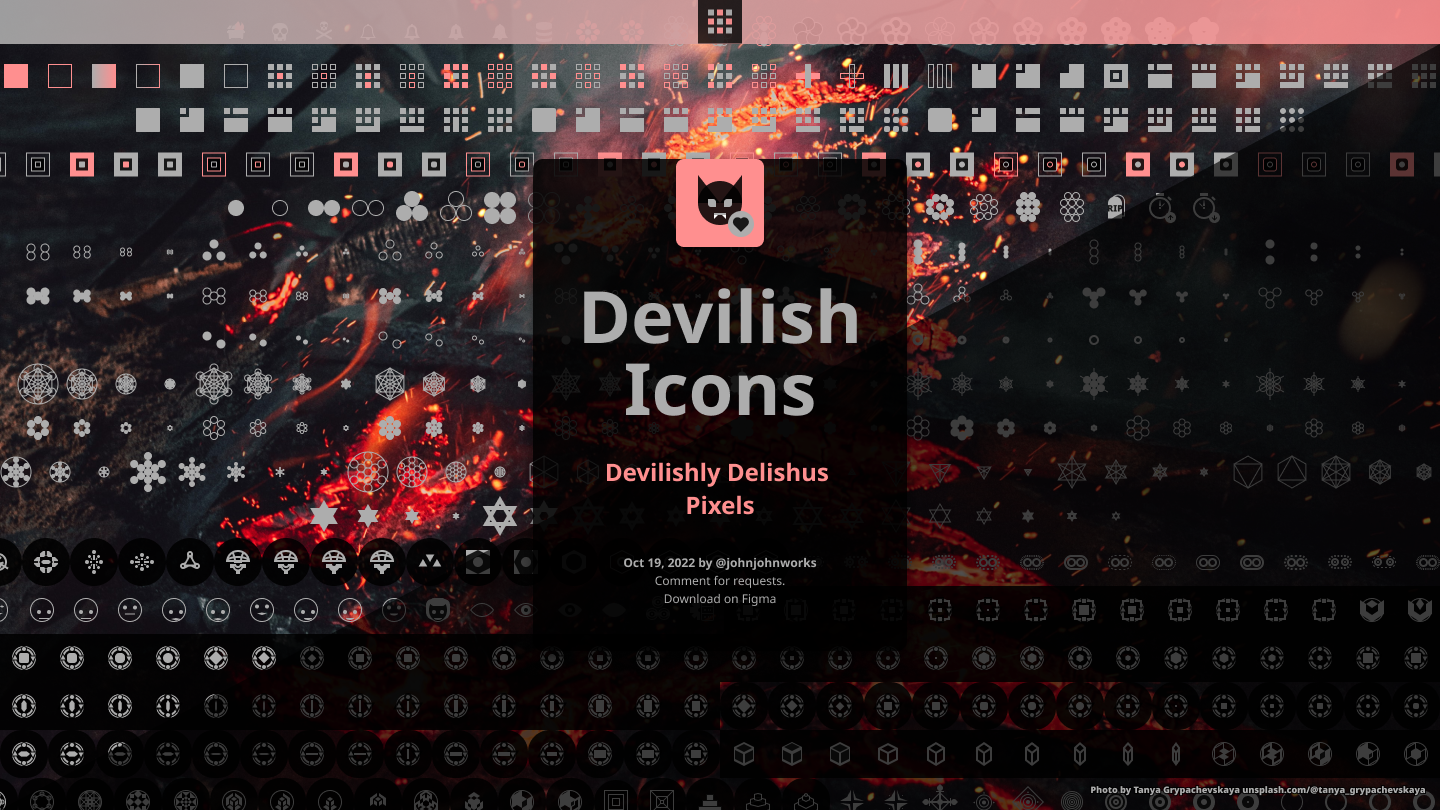 RIP
Devilish
Icons
Devilishly Delishus
Pixels
Oct 19, 2022 by @johnjohnworks
Comment for requests.
Download on Figma
Photo by Tanya Grypachevskaya unsplash.com/@tanya_grypachevskaya